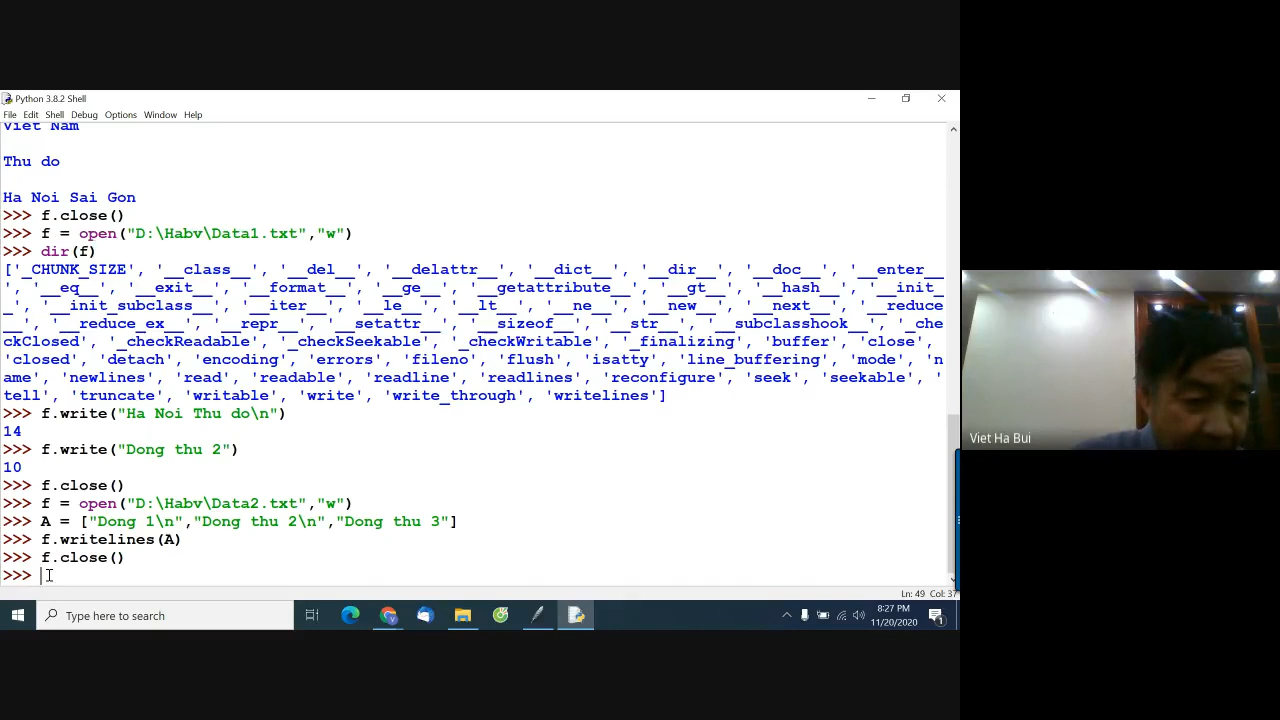 Python 3.8.2 Shell
File Edit Shell Debug Options Window Help
Viet Nam
Thu do
Ha Noi Sai Gon
>>> f.close()
>>> f = open("D:\Habv\Data1.txt","w")
>>> dir(f)
['_CHUNK_SIZE', '__class__', '__del__', '__delattr__', '__dict__', '__dir__', '__doc__', '__enter__
', '__eq__', '__exit__', '__format__', '__ge__', '__getattribute__', '__gt__', '__hash__', '__init_
_', '__init_subclass__', '__iter__', '__le__', '__lt__', '__ne__', '__new__', '__next__', '__reduce
__', '__reduce_ex__', '__repr__', '__setattr__', '__sizeof__', '__str__', '__subclasshook__', '_che
ckClosed', '_checkReadable', '_checkSeekable', '_checkWritable', '_finalizing', 'buffer', 'close',
'closed', 'detach', 'encoding', 'errors', 'fileno', 'flush', 'isatty', 'line_buffering', 'mode', 'n
ame', 'newlines', 'read', 'readable', 'readline', 'readlines', 'reconfigure', 'seek', 'seekable', '
tell', 'truncate', 'writable', 'write', 'write_through', 'writelines']
>>> f.write("Ha Noi Thu do\n")
14
>>> f.write("Dong thu 2")
10
>>> f.close()
>>> f = open("D:\Habv\Data2.txt","w")
>>> A = ["Dong 1\n","Dong thu 2\n","Dong thu 3"]
>>> f.writelines(A)
>>> f.close()
>>>
Ln: 49 Col: 37
Type here to search
8:27 PM
11/20/2020
1
Viet Ha Bui